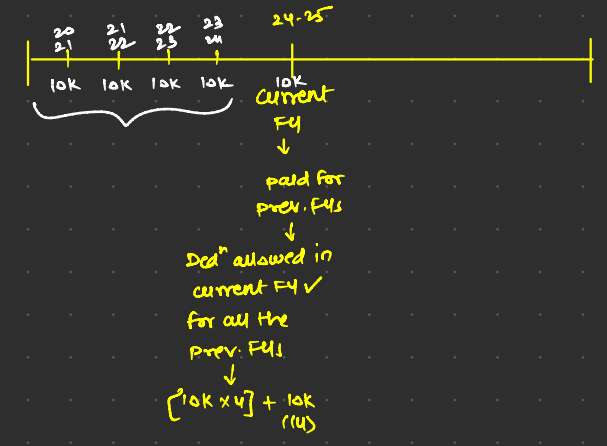 20 21 22 23 24-25
21 22 23 24
10K 10K 10K 10K 10K
current
FY
paid for
prev. FYs
Dedⁿ allowed in
current FY ✓
for all the
prev. FYs
[10K × 4] + 10K
(CY)